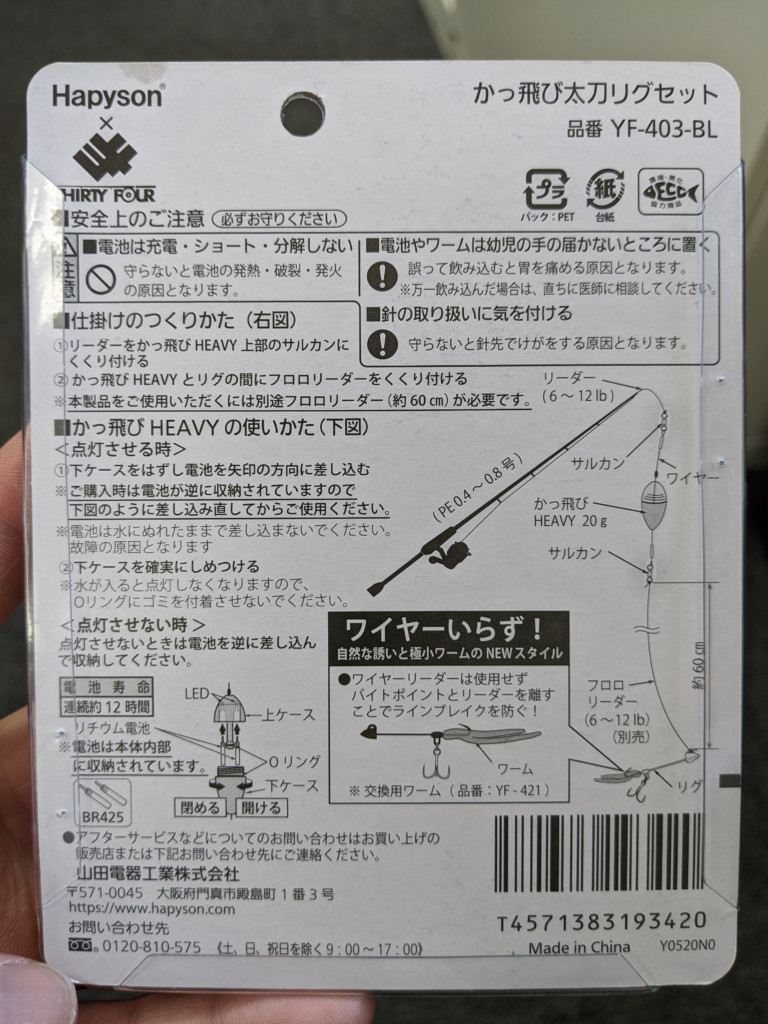 Hapyson®
×
THIRTY FOUR
かっ飛び太刀リグセット
品番 YF-403-BL
プラ
パック：PET
紙
台紙
環境・美化
DECO
協力商品
■安全上のご注意 (必ずお守りください)
注意
■電池は充電・ショート・分解しない
守らないと電池の発熱・破裂・発火
の原因となります。
■電池やワームは幼児の手の届かないところに置く
誤って飲み込むと胃を痛める原因となります。
※万一飲み込んだ場合は、直ちに医師に相談してください。
■針の取り扱いに気を付ける
守らないと針先でけがをする原因となります。
■仕掛けのつくりかた（右図）
①リーダーをかっ飛び HEAVY 上部のサルカンに
くくり付ける
②かっ飛び HEAVY とリグの間にフロロリーダーをくくり付ける
※本製品をご使用いただくには別途フロロリーダー（約 60 ㎝）が必要です。
■かっ飛び HEAVY の使いかた（下図）
＜点灯させる時＞
①下ケースをはずし電池を矢印の方向に差し込む
※ご購入時は電池が逆に収納されていますので
下図のように差し込み直してからご使用ください。
※電池は水にぬれたままで差し込まないでください。
故障の原因となります
②下ケースを確実にしめつける
※水が入ると点灯しなくなりますので、
Oリングにゴミを付着させないでください。
＜点灯させない時＞
点灯させないときは電池を逆に差し込ん
で収納してください。
電池寿命
連続約 12 時間
リチウム電池
※電池は本体内部
に収納されています。
BR425
LED
上ケース
O リング
下ケース
閉める
開ける
リーダー
(6 ～ 12 lb)
(PE 0.4 ～ 0.8 号)
サルカン
ワイヤー
かっ飛び
HEAVY 20 g
サルカン
約 60 ㎝
フロロ
リーダー
(6 ～ 12 lb)
（別売）
リグ
ワイヤーいらず！
自然な誘いと極小ワームの NEW スタイル
●ワイヤーリーダーは使用せず
バイトポイントとリーダーを離す
ことでラインブレイクを防ぐ！
ワーム
※ 交換用ワーム（ 品番：YF - 421 ）
●アフターサービスなどについてのお問い合わせはお買い上げの
販売店または下記お問い合わせ先にご連絡ください。
山田電器工業株式会社
〒571-0045 大阪府門真市殿島町 1 番 3 号
https://www.hapyson.com
お問い合わせ先
0120-810-575 《土、日、祝日を除く 9：00 ～ 17：00》
T4571383193420
Made in China Y0520N0